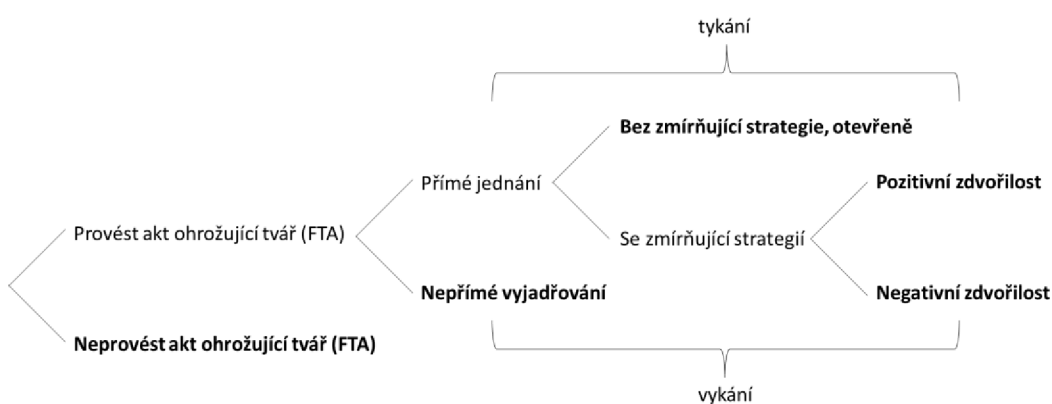 tykání
Bez zmírňující strategie, otevřeně
Přímé jednání
Pozitivní zdvořilost
Provést akt ohrožující tvář (FTA)
Se zmírňující strategií
Nepřímé vyjadřování
Negativní zdvořilost
Neprovést akt ohrožující tvář (FTA)
vykání